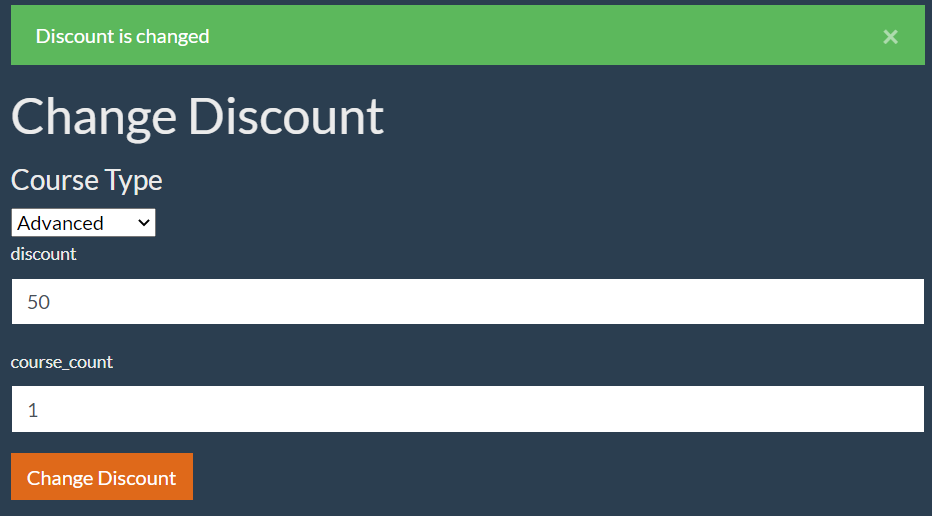 Discount is changed ×
Change Discount
Course Type
Advanced
discount
50
course_count
1
Change Discount